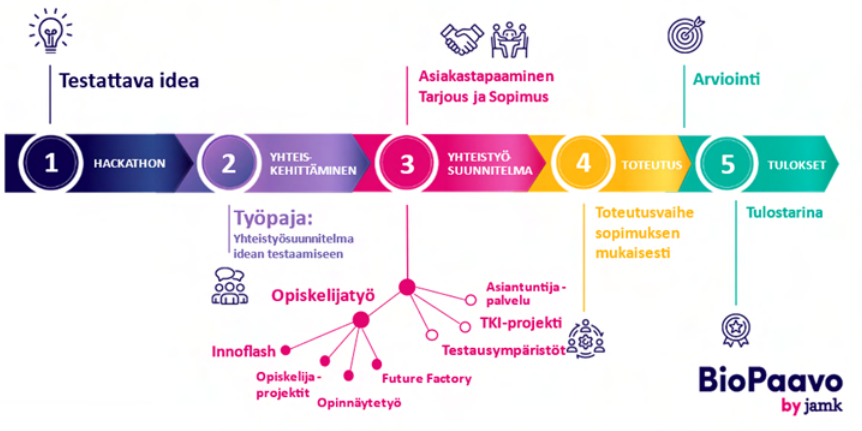 Testattava idea
Asiakastapaaminen
Tarjous ja Sopimus
Arviointi
1
HACKATHON
2
YHTEIS-
KEHITTÄMINEN
3
YHTEISTYÖ
SUUNNITELMA
4
TOTEUTUS
5
TULOKSET
Työpaja:
Yhteistyösuunnitelma
idean testaamiseen
Toteutusvaihe
sopimuksen
mukaisesti
Tulostarina
Opiskelijatyö
Asiantuntija-
palvelu
TKI-projekti
Testausympäristöt
Innoflash
Opiskelija-
projektit
Opinnäytetyö
Future Factory
BioPaavo
by jamk